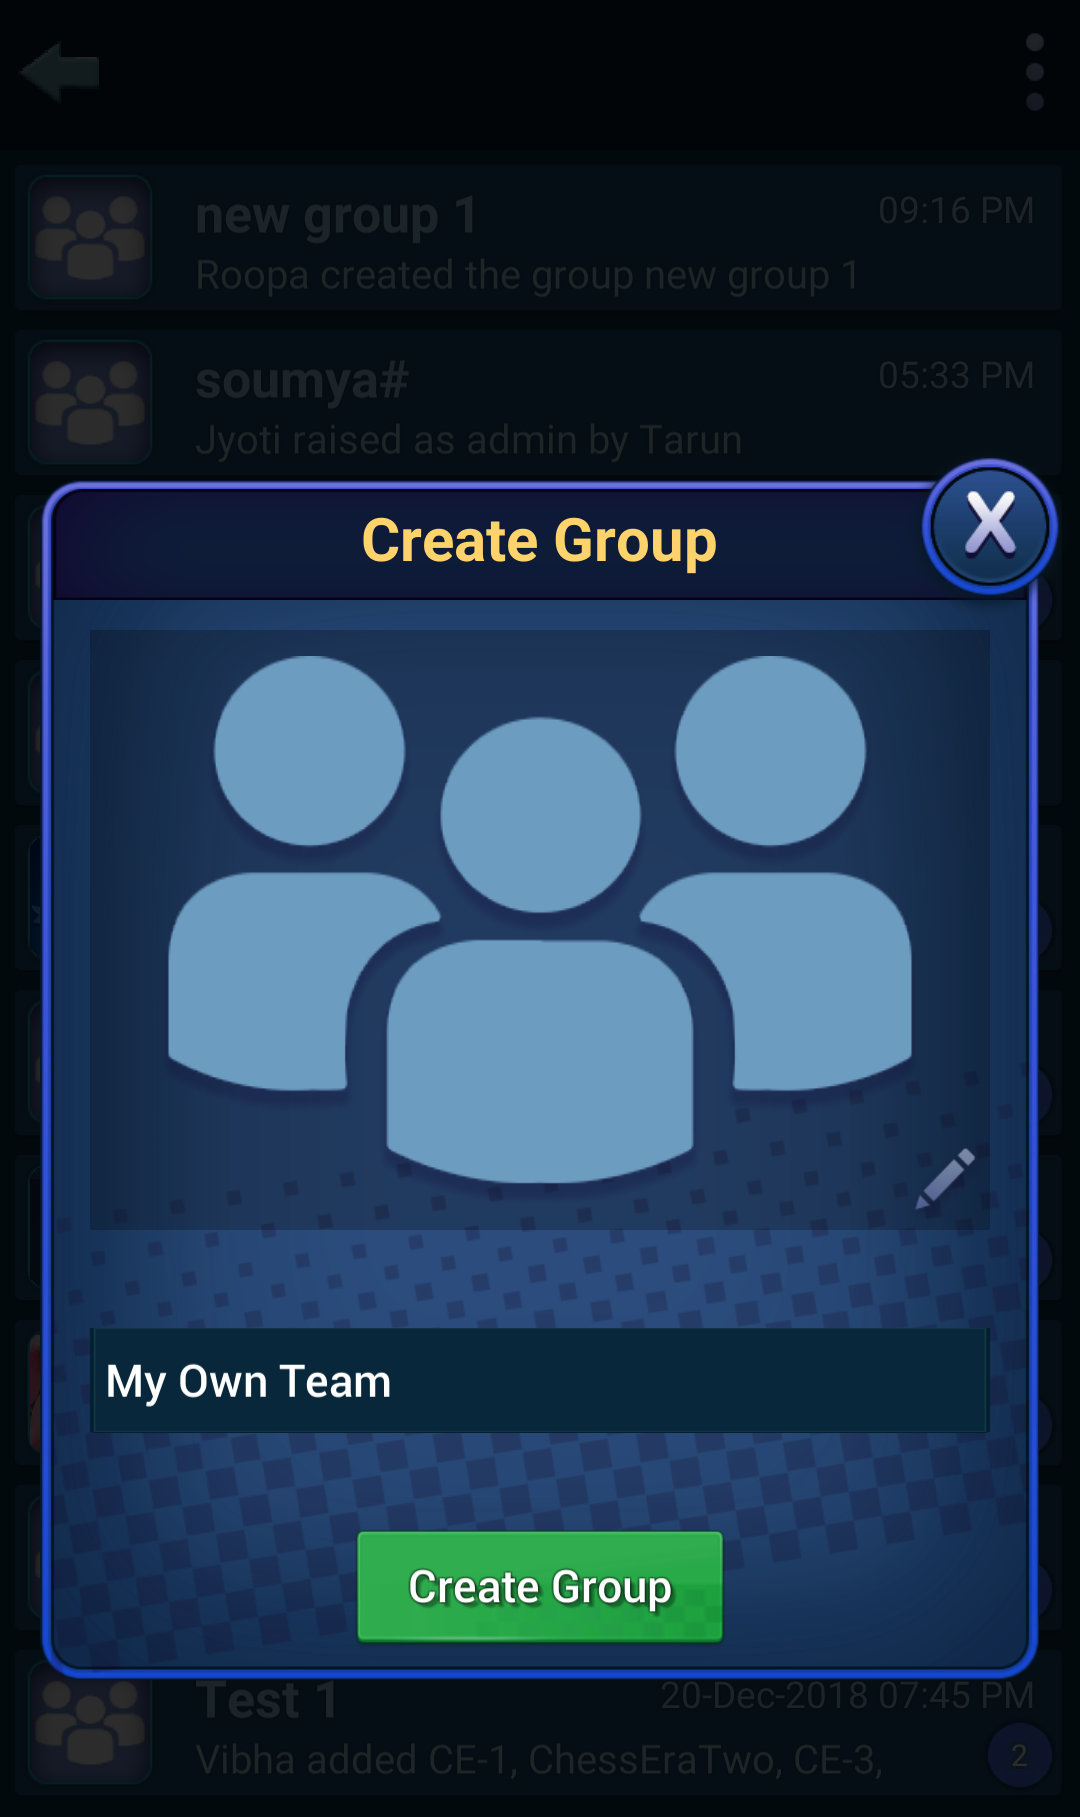 new group 1
09:16 PM
Roopa created the group new group 1
soumya#
05:33 PM
Jyoti raised as admin by Tarun
Create Group
X
My Own Team
Create Group
Test 1
20-Dec-2018 07:45 PM
Vibha added CE-1, ChessEraTwo, CE-3,
2